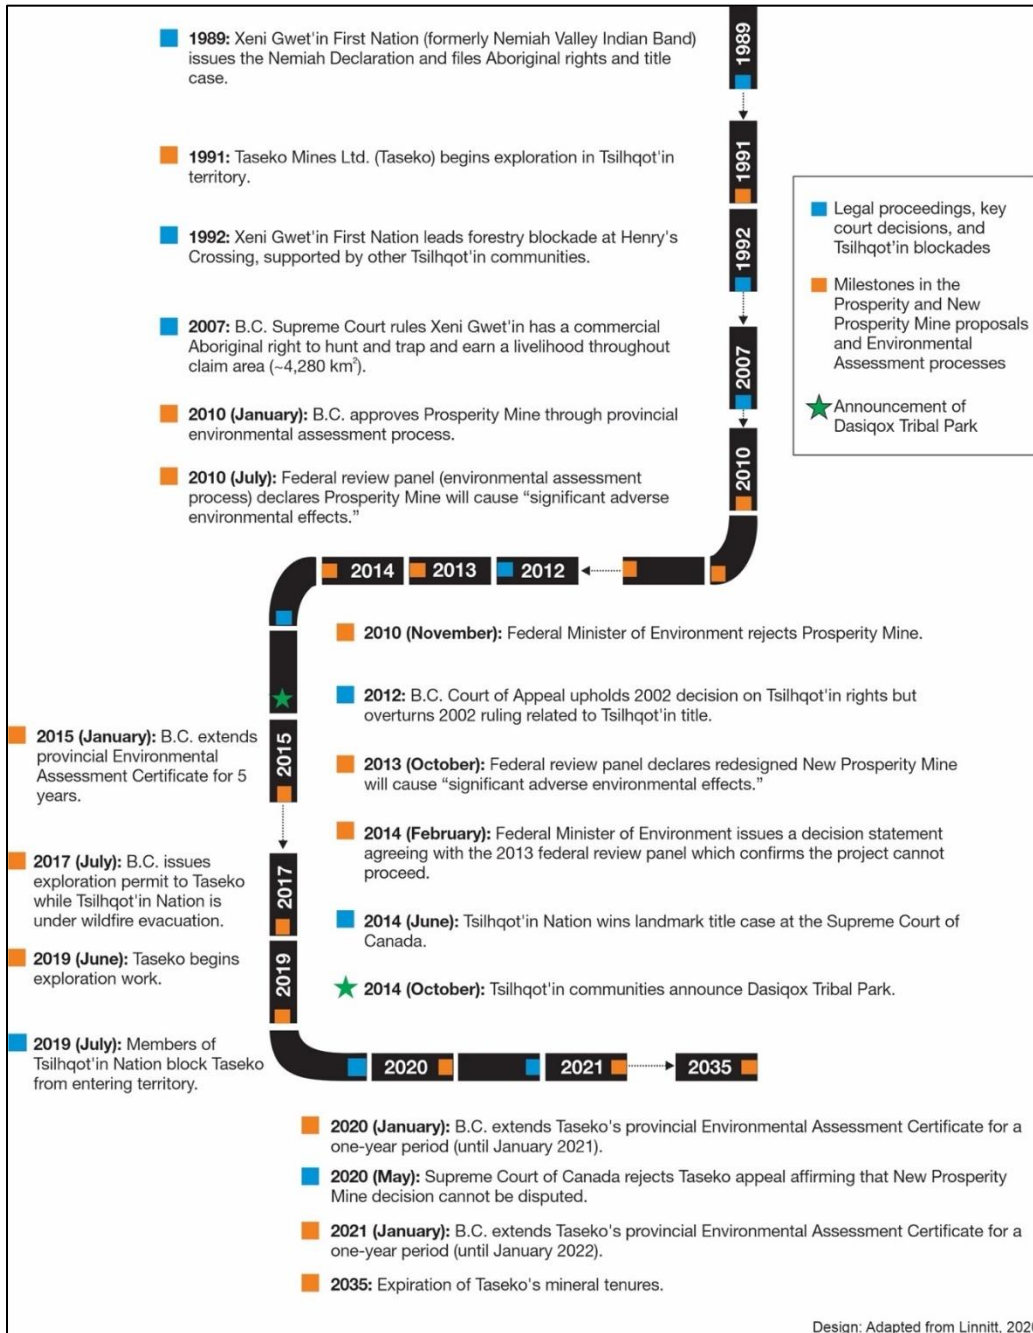 1989: Xeni Gwet'in First Nation (formerly Nemiah Valley Indian Band)
issues the Nemiah Declaration and files Aboriginal rights and title
case.
1989
1991: Taseko Mines Ltd. (Taseko) begins exploration in Tsilhqot'in
territory.
1991
1992: Xeni Gwet'in First Nation leads forestry blockade at Henry's
Crossing, supported by other Tsilhqot'in communities.
1992
2007: B.C. Supreme Court rules Xeni Gwet'in has a commercial
Aboriginal right to hunt and trap and earn a livelihood throughout
claim area (~4,280 km²).
2007
2010 (January): B.C. approves Prosperity Mine through provincial
environmental assessment process.
2010 (July): Federal review panel (environmental assessment
process) declares Prosperity Mine will cause “significant adverse
environmental effects.”
2010
Legal proceedings, key
court decisions, and
Tsilhqot’in blockades
Milestones in the
Prosperity and New
Prosperity Mine proposals
and Environmental
Assessment processes
Announcement of
Dasiqox Tribal Park
2014
2013
2012
2010 (November): Federal Minister of Environment rejects Prosperity Mine.
2012: B.C. Court of Appeal upholds 2002 decision on Tsilhqot'in rights but
overturns 2002 ruling related to Tsilhqot'in title.
2013 (October): Federal review panel declares redesigned New Prosperity Mine
will cause “significant adverse environmental effects.”
2014 (February): Federal Minister of Environment issues a decision statement
agreeing with the 2013 federal review panel which confirms the project cannot
proceed.
2014 (June): Tsilhqot'in Nation wins landmark title case at the Supreme Court of
Canada.
2014 (October): Tsilhqot'in communities announce Dasiqox Tribal Park.
2015 (January): B.C. extends
provincial Environmental
Assessment Certificate for 5
years.
2015
2017 (July): B.C. issues
exploration permit to Taseko
while Tsilhqot'in Nation is
under wildfire evacuation.
2017
2019 (June): Taseko begins
exploration work.
2019
2019 (July): Members of
Tsilhqot'in Nation block Taseko
from entering territory.
2020
2021
2035
2020 (January): B.C. extends Taseko's provincial Environmental Assessment Certificate for a
one-year period (until January 2021).
2020 (May): Supreme Court of Canada rejects Taseko appeal affirming that New Prosperity
Mine decision cannot be disputed.
2021 (January): B.C. extends Taseko's provincial Environmental Assessment Certificate for a
one-year period (until January 2022).
2035: Expiration of Taseko's mineral tenures.
Design: Adapted from Linnitt, 2020